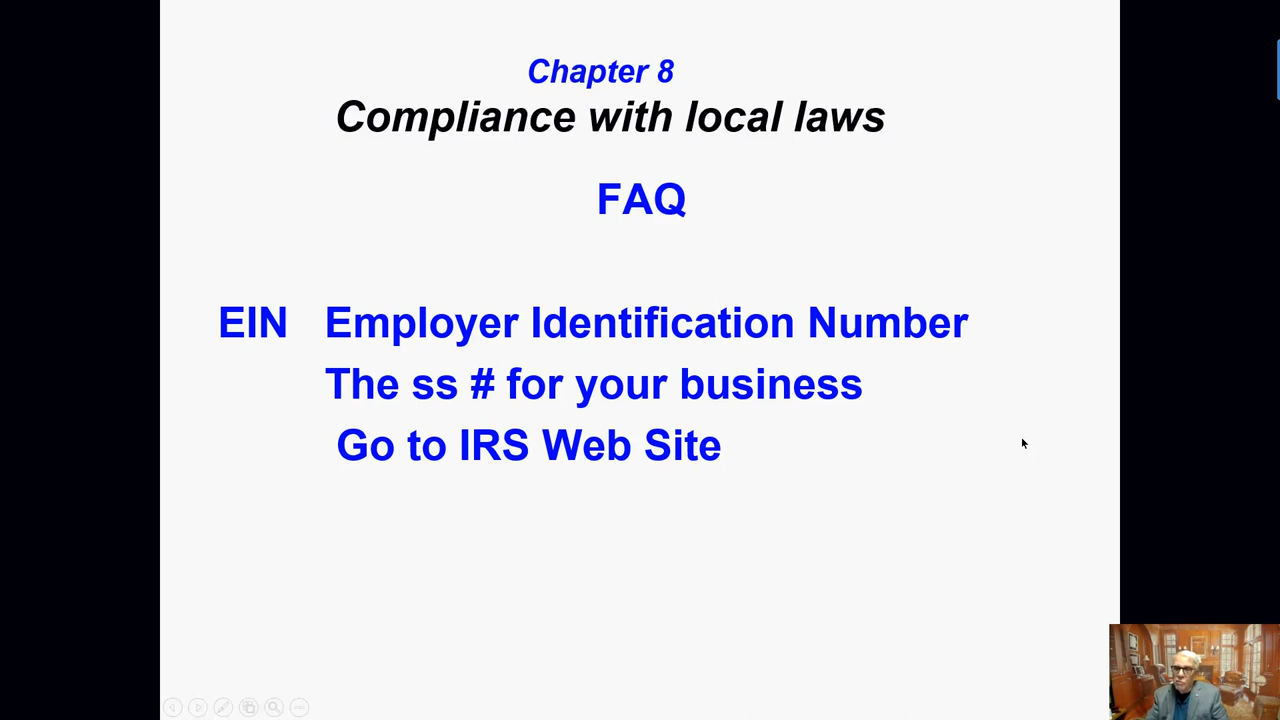 Chapter 8
Compliance with local laws
FAQ
EIN Employer Identification Number
The ss # for your business
Go to IRS Web Site